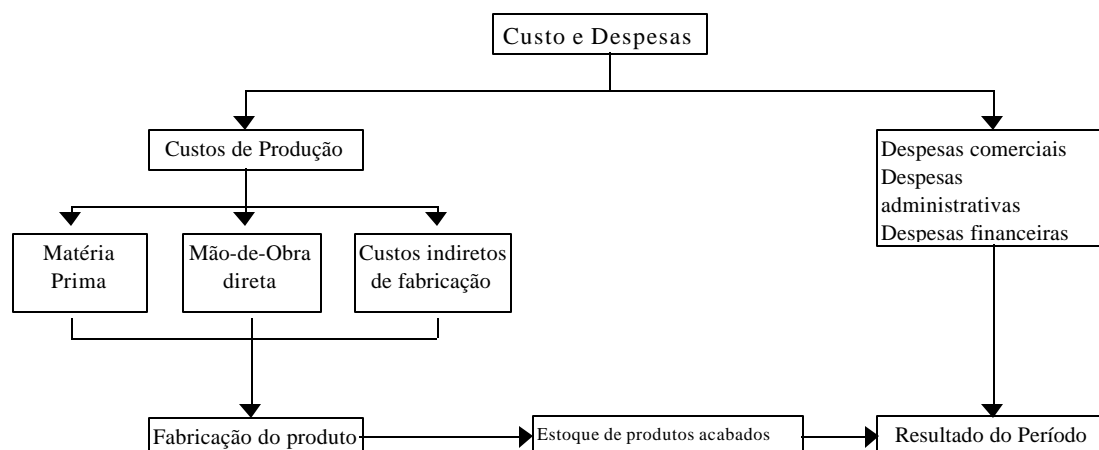 Custo e Despesas
Custos de Produção
Despesas comerciais
Despesas
administrativas
Despesas financeiras
Matéria
Prima
Mão-de-Obra
direta
Custos indiretos
de fabricação
Fabricação do produto
Estoque de produtos acabados
Resultado do Período